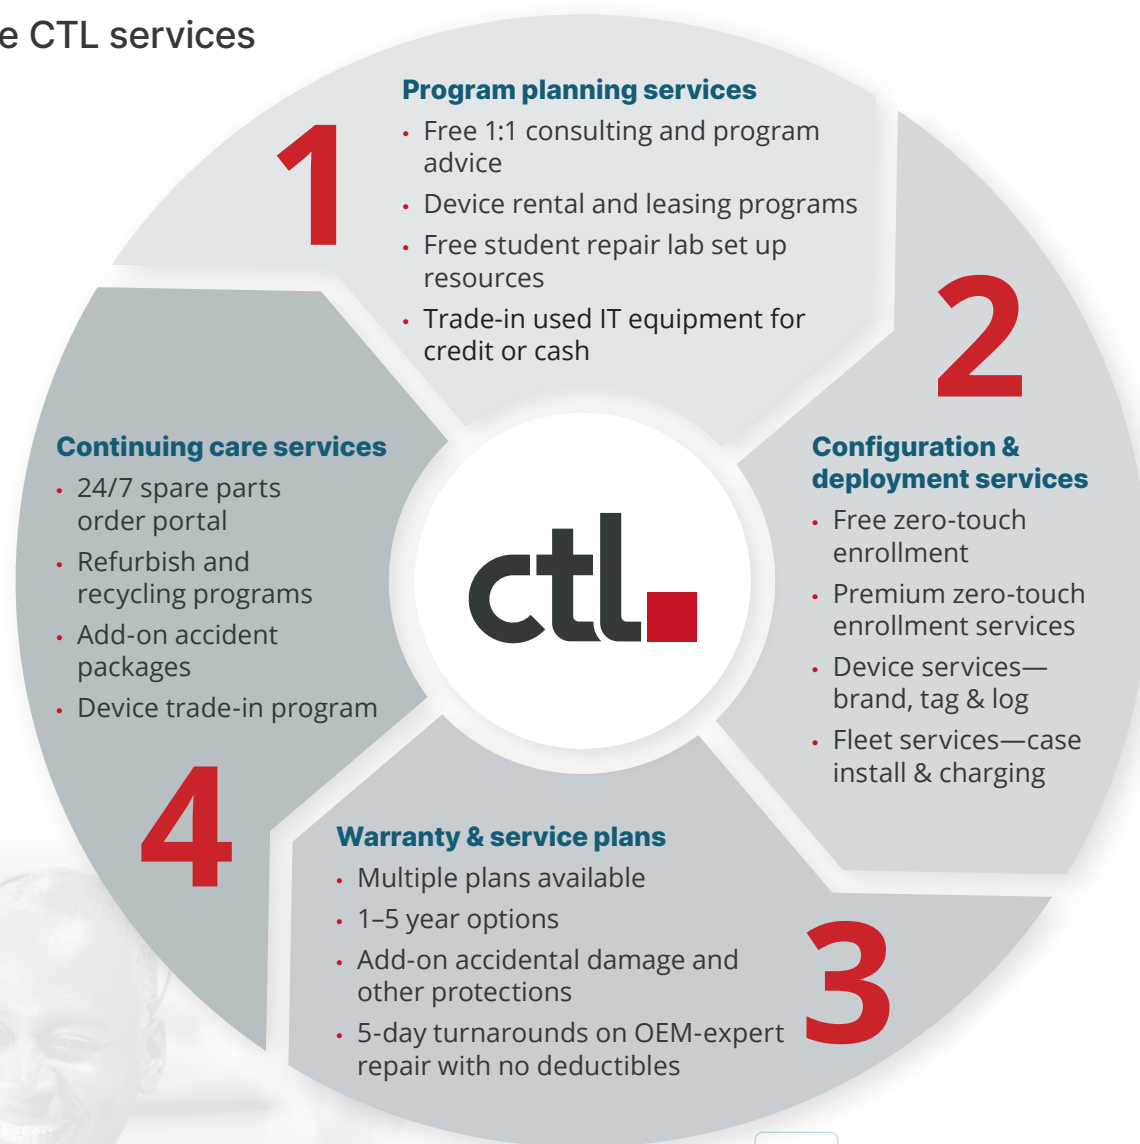 e CTL services
1
Program planning services
• Free 1:1 consulting and program
advice
• Device rental and leasing programs
• Free student repair lab set up
resources
• Trade-in used IT equipment for
credit or cash
2
Configuration &
deployment services
• Free zero-touch
enrollment
• Premium zero-touch
enrollment services
• Device services—
brand, tag & log
• Fleet services—case
install & charging
3
Warranty & service plans
• Multiple plans available
• 1–5 year options
• Add-on accidental damage and
other protections
• 5-day turnarounds on OEM-expert
repair with no deductibles
4
Continuing care services
• 24/7 spare parts
order portal
• Refurbish and
recycling programs
• Add-on accident
packages
• Device trade-in program
ctl